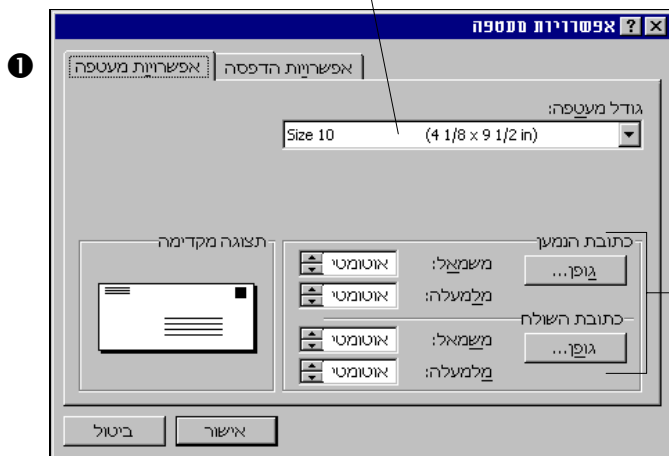 אפשרויות מעטפה
❶
אפשרויות מעטפה
אפשרויות הדפסה
גודל מעטפה:
Size 10 (4 1/8 x 9 1/2 in)
כתובת הנמען
גופן...
משמאל: אוטומטי
מלמעלה: אוטומטי
כתובת השולח
גופן...
משמאל: אוטומטי
מלמעלה: אוטומטי
תצוגה מקדימה
אישור
ביטול